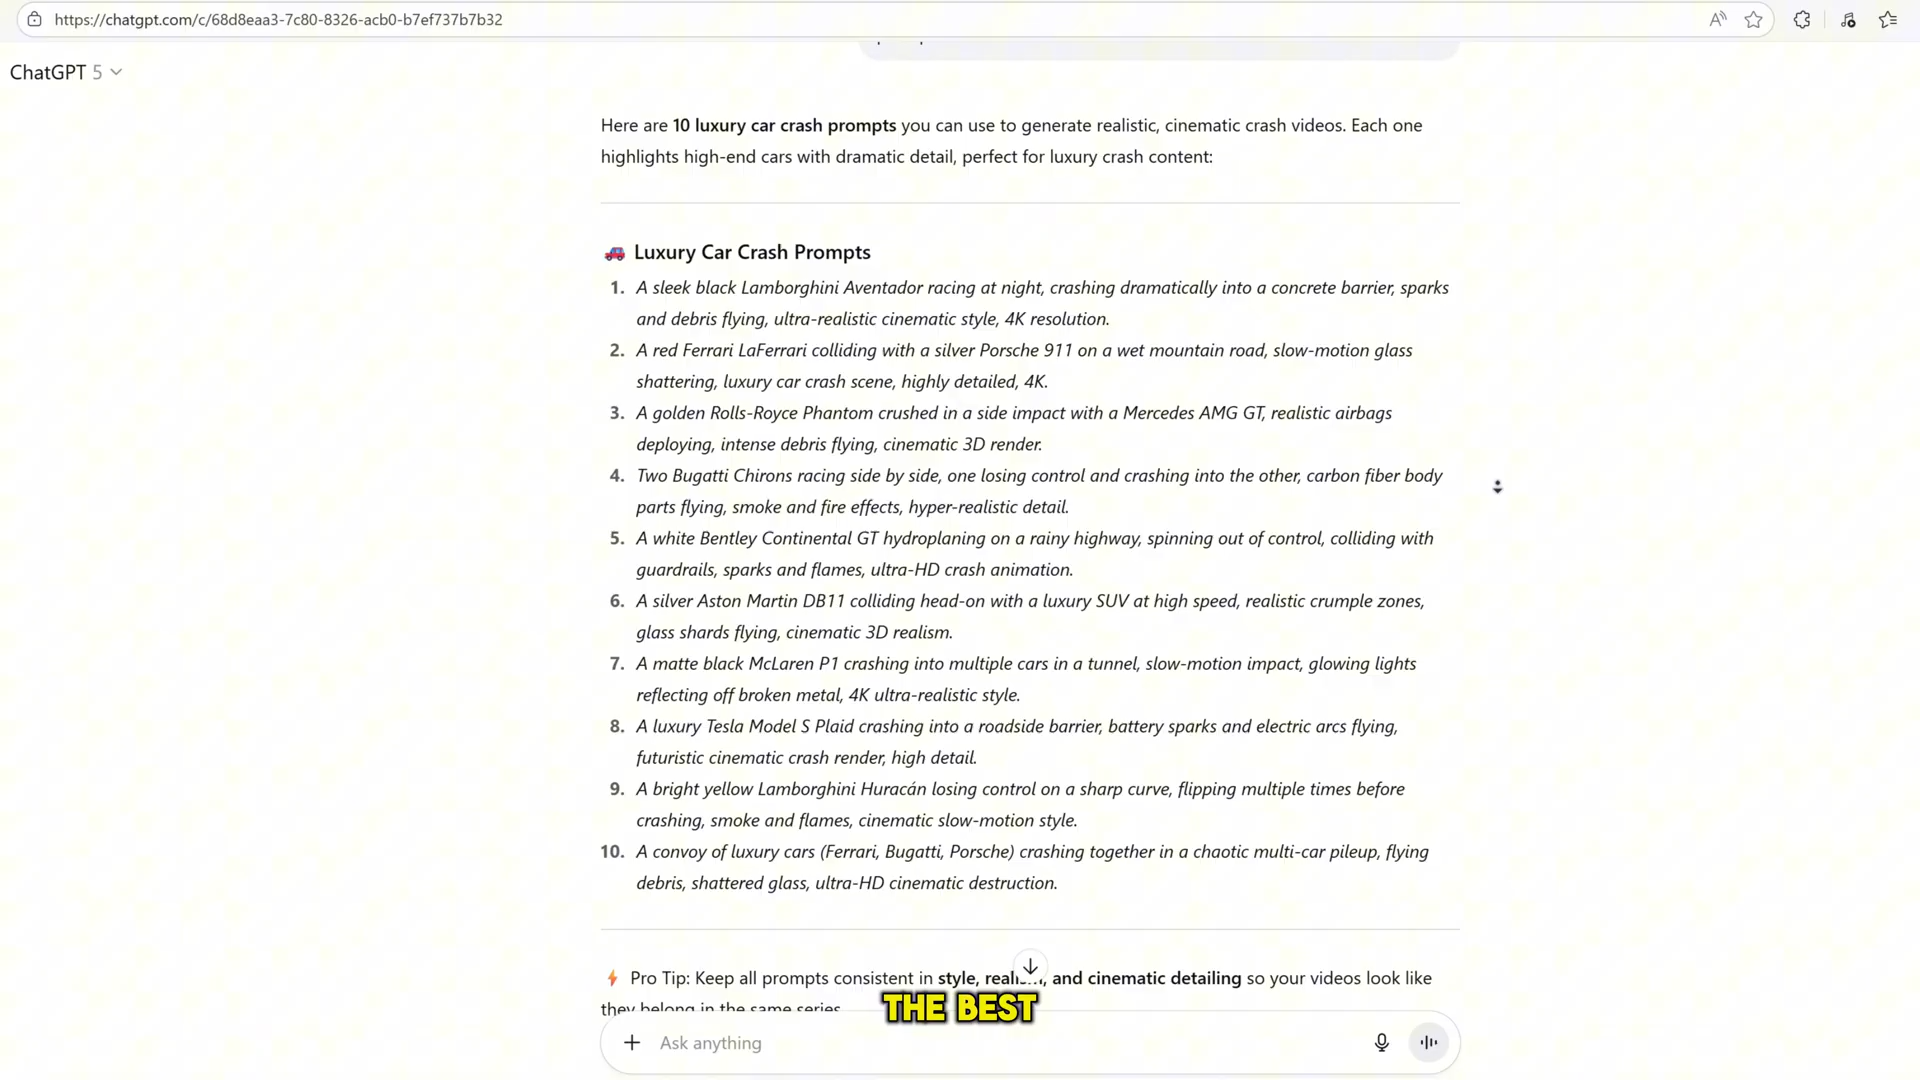 https://chatgpt.com/c/68d8eaa3-7c80-8326-acb0-b7ef737b7b32
ChatGPT 5
Here are 10 luxury car crash prompts you can use to generate realistic, cinematic crash videos. Each one
highlights high-end cars with dramatic detail, perfect for luxury crash content:
Luxury Car Crash Prompts
1. A sleek black Lamborghini Aventador racing at night, crashing dramatically into a concrete barrier, sparks
and debris flying, ultra-realistic cinematic style, 4K resolution.
2. A red Ferrari LaFerrari colliding with a silver Porsche 911 on a wet mountain road, slow-motion glass
shattering, luxury car crash scene, highly detailed, 4K.
3. A golden Rolls-Royce Phantom crushed in a side impact with a Mercedes AMG GT, realistic airbags
deploying, intense debris flying, cinematic 3D render.
4. Two Bugatti Chirons racing side by side, one losing control and crashing into the other, carbon fiber body
parts flying, smoke and fire effects, hyper-realistic detail.
5. A white Bentley Continental GT hydroplaning on a rainy highway, spinning out of control, colliding with
guardrails, sparks and flames, ultra-HD crash animation.
6. A silver Aston Martin DB11 colliding head-on with a luxury SUV at high speed, realistic crumple zones,
glass shards flying, cinematic 3D realism.
7. A matte black McLaren P1 crashing into multiple cars in a tunnel, slow-motion impact, glowing lights
reflecting off broken metal, 4K ultra-realistic style.
8. A luxury Tesla Model S Plaid crashing into a roadside barrier, battery sparks and electric arcs flying,
futuristic cinematic crash render, high detail.
9. A bright yellow Lamborghini Huracán losing control on a sharp curve, flipping multiple times before
crashing, smoke and flames, cinematic slow-motion style.
10. A convoy of luxury cars (Ferrari, Bugatti, Porsche) crashing together in a chaotic multi-car pileup, flying
debris, shattered glass, ultra-HD cinematic destruction.
Pro Tip: Keep all prompts consistent in style, realism, and cinematic detailing so your videos look like
they belong in the same series.
THE BEST
Ask anything